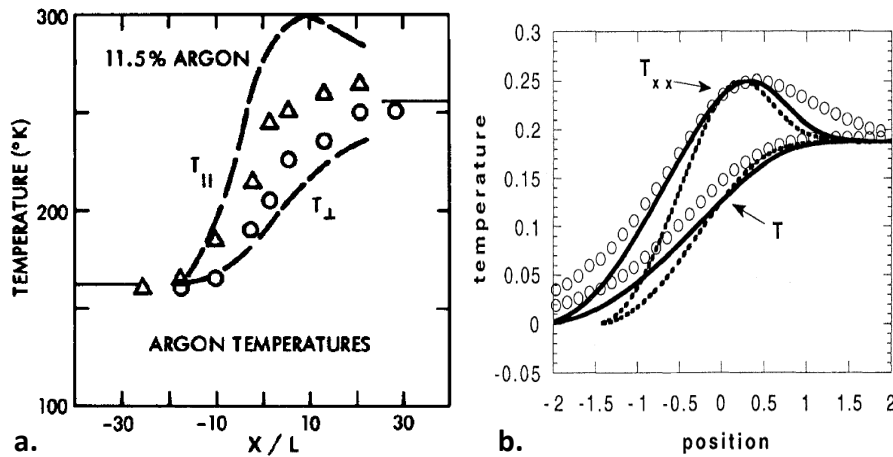 300
11.5% ARGON
200
100
TEMPERATURE (°K)
T||
T⊥
ARGON TEMPERATURES
-30 -10 0 10 30
X / L
a.
0.3
0.25
0.2
0.15
0.1
0.05
0
-0.05
temperature
T x x
T
-2 -1.5 -1 -0.5 0 0.5 1 1.5 2
position
b.